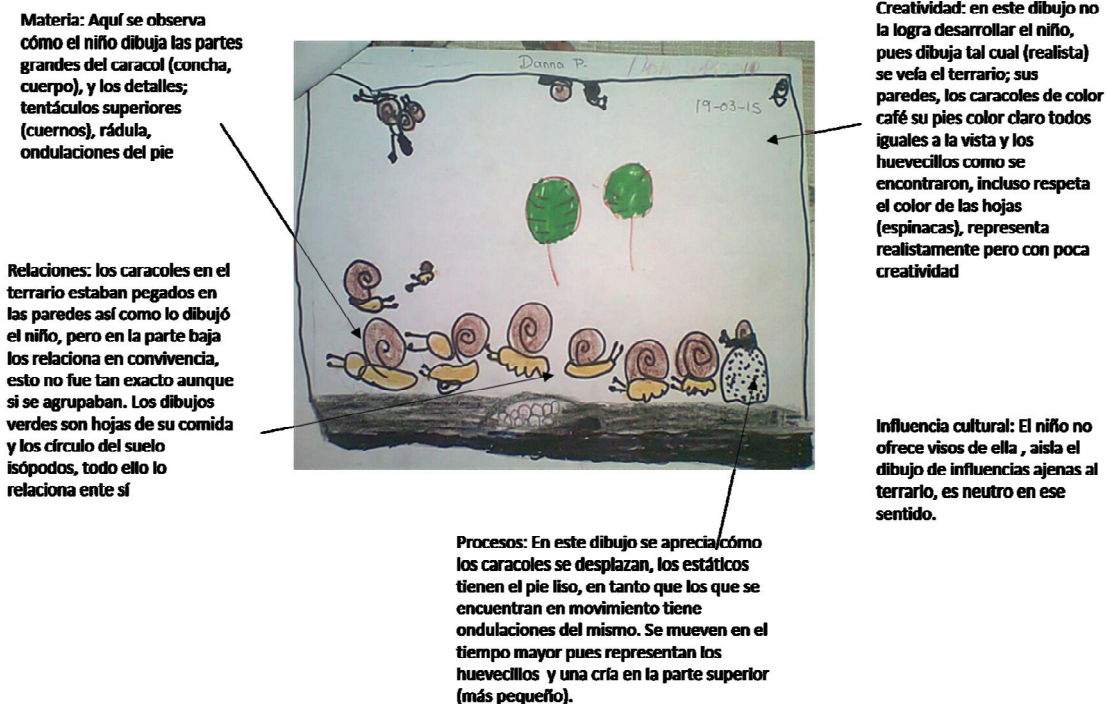 Materia: Aquí se observa
cómo el niño dibuja las partes
grandes del caracol (concha,
cuerpo), y los detalles;
tentáculos superiores
(cuernos), rádula,
ondulaciones del pie
Creatividad: en este dibujo no
la logra desarrollar el niño,
pues dibuja tal cual (realista)
se veía el terrario; sus
paredes, los caracoles de color
café su pies color claro todos
iguales a la vista y los
huevecillos como se
encontraron, incluso respeta
el color de las hojas
(espinacas), representa
realistamente pero con poca
creatividad
Danna P.
19-03-15
Relaciones: los caracoles en el
terrario estaban pegados en
las paredes así como lo dibujó
el niño, pero en la parte baja
los relaciona en convivencia,
esto no fue tan exacto aunque
si se agrupaban. Los dibujos
verdes son hojas de su comida
y los círculo del suelo
isópodos, todo ello lo
relaciona ente sí
Influencia cultural: El niño no
ofrece visos de ella , aisla el
dibujo de influencias ajenas al
terrario, es neutro en ese
sentido.
Procesos: En este dibujo se aprecia cómo
los caracoles se desplazan, los estáticos
tienen el pie liso, en tanto que los que se
encuentran en movimiento tiene
ondulaciones del mismo. Se mueven en el
tiempo mayor pues representan los
huevecillos y una cría en la parte superior
(más pequeño).